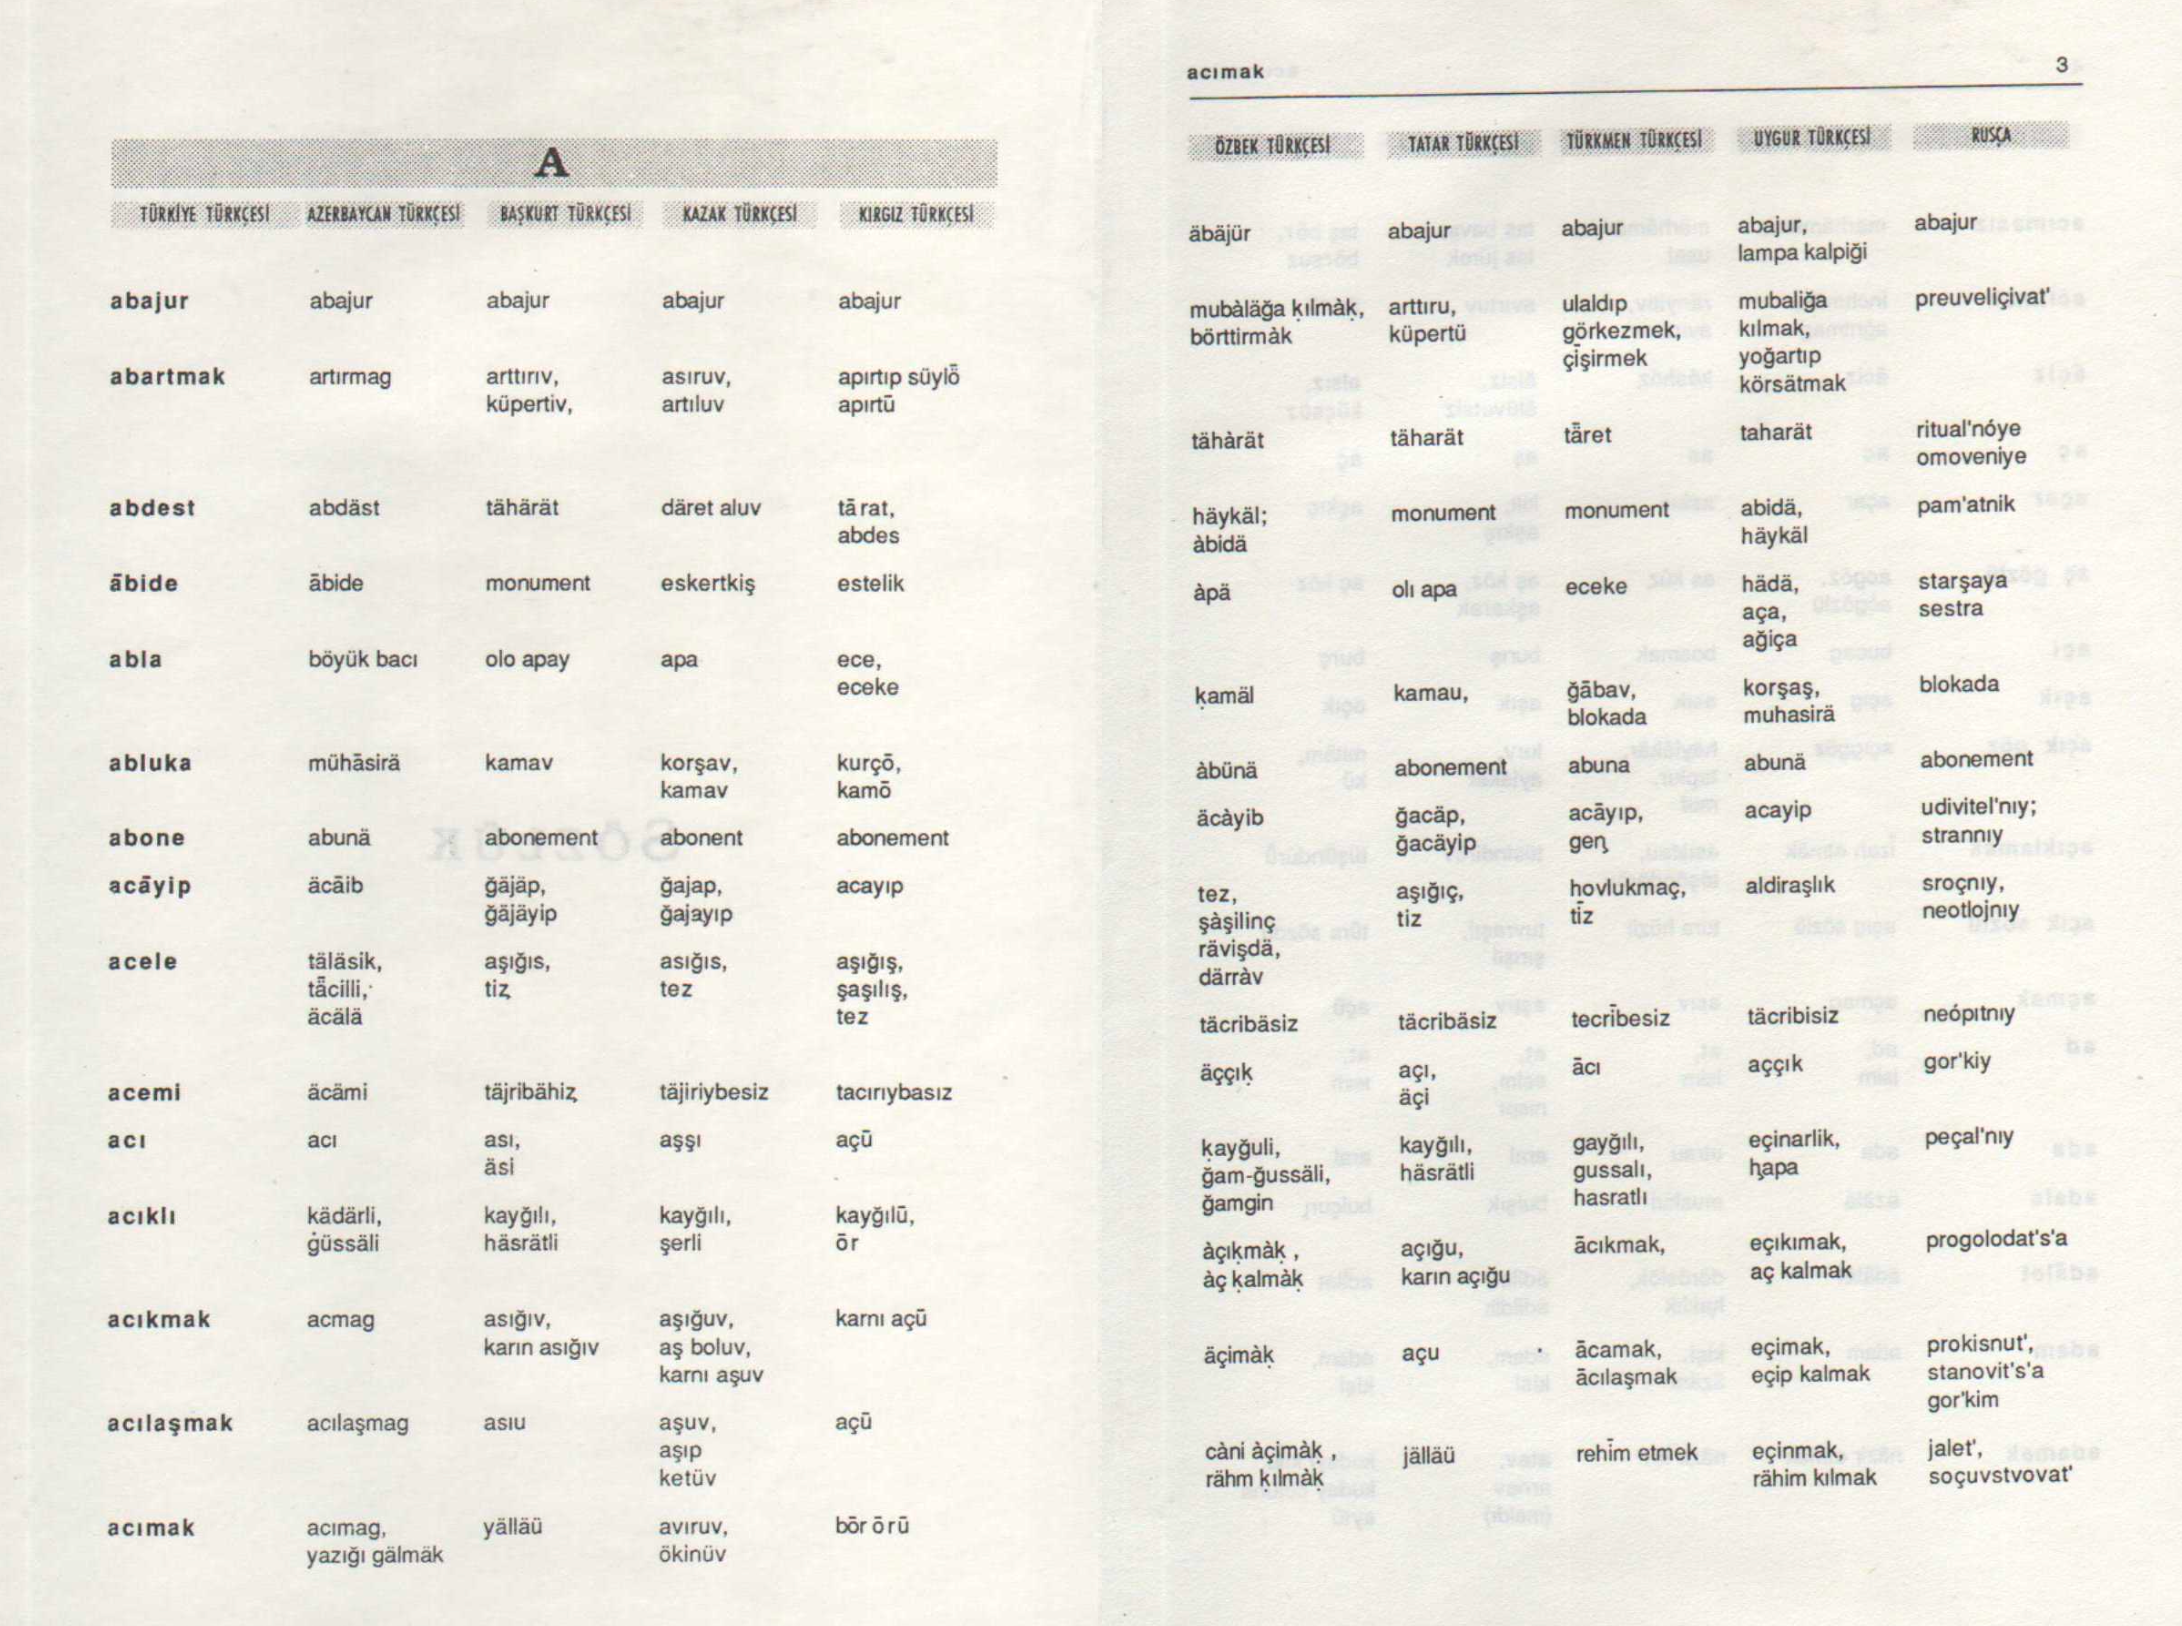 A
TÜRKİYE TÜRKÇESİ AZERBAYCAN TÜRKÇESİ BAŞKURT TÜRKÇESİ KAZAK TÜRKÇESİ KIRGIZ TÜRKÇESİ
abajur abajur abajur abajur abajur
abartmak artırmag arttırıv, asıruv, apırtıp süylȫ
küpertiv, artıluv apırtū
abdest abdäst tähärät däret aluv tārat,
abdes
ābide ābide monument eskertkiş estelik
abla böyük bacı olo apay apa ece,
eceke
abluka mühāsirä kamav korşav, kurçō,
kamav kamō
abone abunä abonement abonent abonement
acāyip äcāib ğäjäp, ğajap, acayıp
ğäjäyip ğajayıp
acele täläsik, aşığıs, asığıs, aşığış,
tǟcilli, tiz tez şaşılış,
äcälä tez
acemi äcämi täjribähiz täjiriybesiz tacırıybasız
acı acı ası, aşşı açū
äsi
acıklı kädärli, kayğılı, kayğılı, kayğılū,
ġüssäli häsrätli şerli ōr
acıkmak acmag asığıv, aşığuv, karnı açū
karın asığıv aş boluv,
karnı aşuv
acılaşmak acılaşmag asıu aşuv, açū
aşıp
ketüv
acımak acımag, yälläü avıruv, bōr ōrū
yazığı gälmäk ökinüv
acımak 3
ÖZBEK TÜRKÇESİ TATAR TÜRKÇESİ TÜRKMEN TÜRKÇESİ UYGUR TÜRKÇESİ RUSÇA
äbäjür abajur abajur abajur, abajur
lampa kalpiği
mubàläğa ķılmàķ, arttıru, ulaldıp mubaliğa preuveliçivat'
börttirmàk küpertü görkezmek, kılmak,
çīşirmek yoğartıp
körsätmak
tähàrät täharät tǟret taharät ritual'nóye
omoveniye
häykäl; monument monument abidä, pam'atnik
àbidä häykäl
àpä olı apa eceke hädä, starşaya
aça, sestra
ağiça
ķamäl kamau, ğābav, korşaş, blokada
blokada muhasirä
àbünä abonement abuna abunä abonement
äcàyib ğacäp, acāyıp, acayip udivitel'nıy;
ğacäyip geņ strannıy
tez, aşığıç, hovlukmaç, aldiraşlık sroçnıy,
şàşilinç tiz tīz neotlojnıy
rävişdä,
därràv
täcribäsiz täcribäsiz tecrībesiz täcribisiz neópıtnıy
äççıķ açı, ācı aççık gor'kiy
äçi
ķayğuli, kayğılı, gayğılı, eçinarlik, peçal'nıy
ğam-ğussäli, häsrätli gussalı, ḩapa
ğamgin hasratlı
àçıķmàķ , açığu, ācıkmak, eçıkımak, progolodat's'a
àç ķalmàķ karın açığu aç kalmak
äçimàķ açu ācamak, eçimak, prokisnut',
ācılaşmak eçip kalmak stanovit's'a
gor'kim
càni àçimàķ , jälläü rehīm etmek eçinmak, jalet',
rähm ķılmàķ rähim kılmak soçuvstvovat'